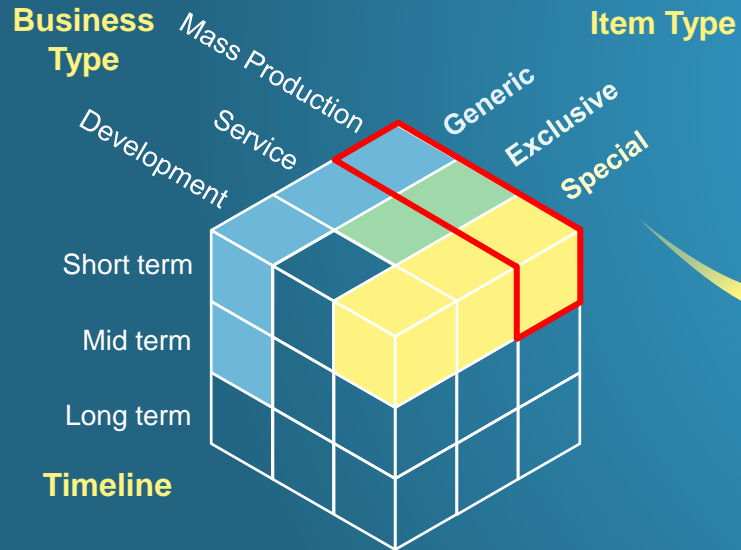 Business
Type
Item Type
Mass Production
Service
Development
Generic
Exclusive
Special
Short term
Mid term
Long term
Timeline